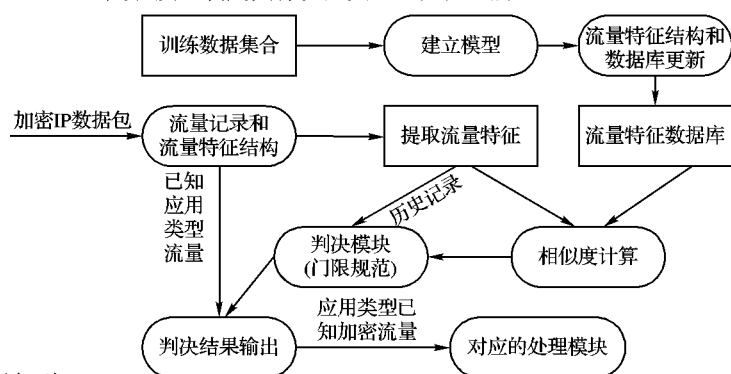 训练数据集合
建立模型
流量特征结构和
数据库更新
加密IP数据包
流量记录和
流量特征结构
提取流量特征
流量特征数据库
已知
应用
类型
流量
历史记录
判决模块
(门限规范)
相似度计算
应用类型已
知加密流量
判决结果输出
对应的处理模块